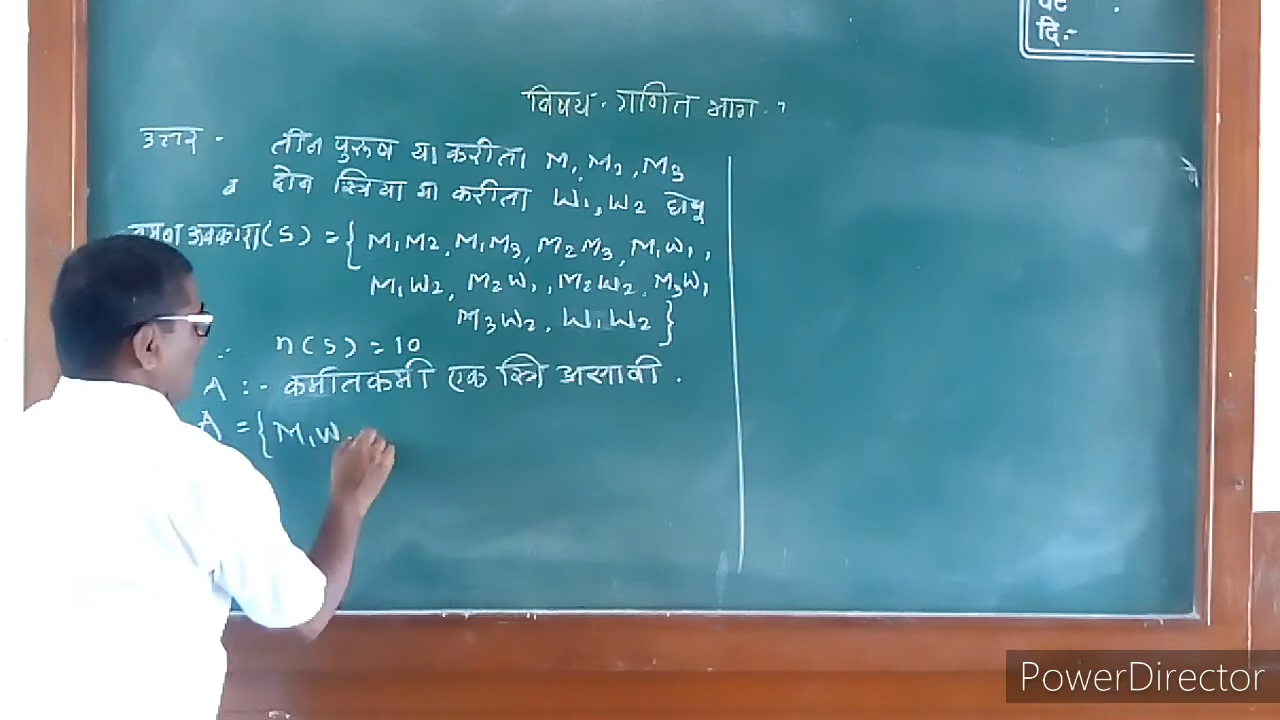 दि:-
विषय. गणित भाग.१
उत्तर - तीन पुरूष या करीता M1, M2, M3
व दोन स्त्रिया या करीता W1, W2 घेवू
अवकाश (S) = { M1M2, M1M3, M2M3, M1W1,
M1W2, M2W1, M2W2, M3W1,
M3W2, W1W2 }
∴ n(S) = 10
A :- कमीतकमी एक स्त्रि असावी .
A = { M1W
PowerDirector